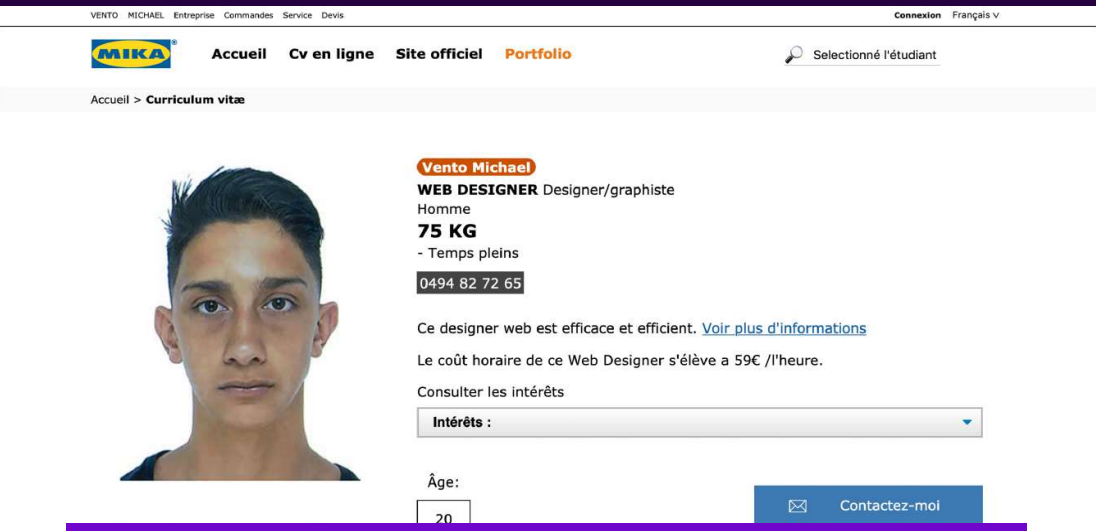 VENTO MICHAEL Entreprise Commandes Service Devis
Connexion Français V
MIKA® Accueil Cv en ligne Site officiel Portfolio
Selectionné l'étudiant
Accueil > Curriculum vitæ
Vento Michael
WEB DESIGNER Designer/graphiste
Homme
75 KG
- Temps pleins
0494 82 72 65
Ce designer web est efficace et efficient. Voir plus d'informations
Le coût horaire de ce Web Designer s'élève a 59€ /l'heure.
Consulter les intérêts
Intérêts :
Âge:
20
Contactez-moi